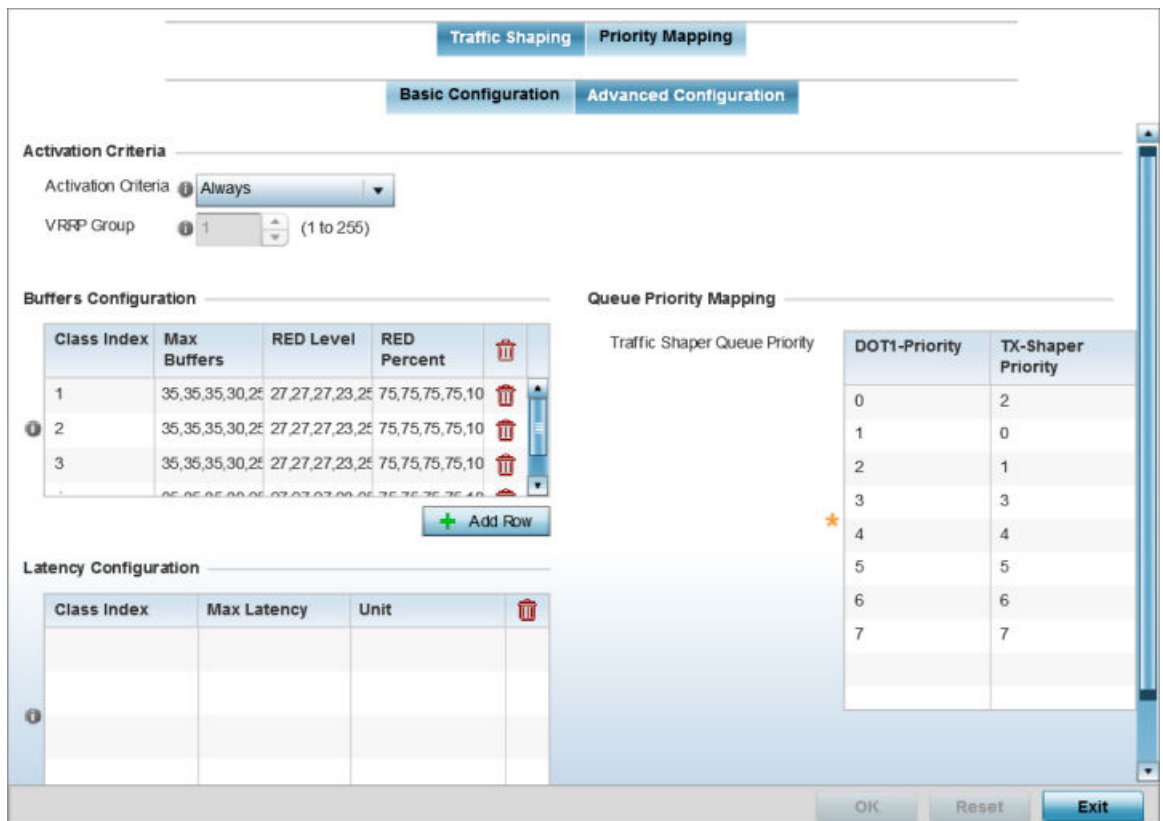 Traffic Shaping Priority Mapping
Basic Configuration Advanced Configuration
Activation Criteria
Activation Criteria Always
VRRP Group 1 (1 to 255)
Buffers Configuration
Class Index Max Buffers RED Level RED Percent
1 35,35,35,30,25 27,27,27,23,25 75,75,75,75,10
2 35,35,35,30,25 27,27,27,23,25 75,75,75,75,10
3 35,35,35,30,25 27,27,27,23,25 75,75,75,75,10
Add Row
Latency Configuration
Class Index Max Latency Unit
Queue Priority Mapping
Traffic Shaper Queue Priority
DOT1-Priority TX-Shaper Priority
0 2
1 0
2 1
3 3
4 4
5 5
6 6
7 7
OK Reset Exit